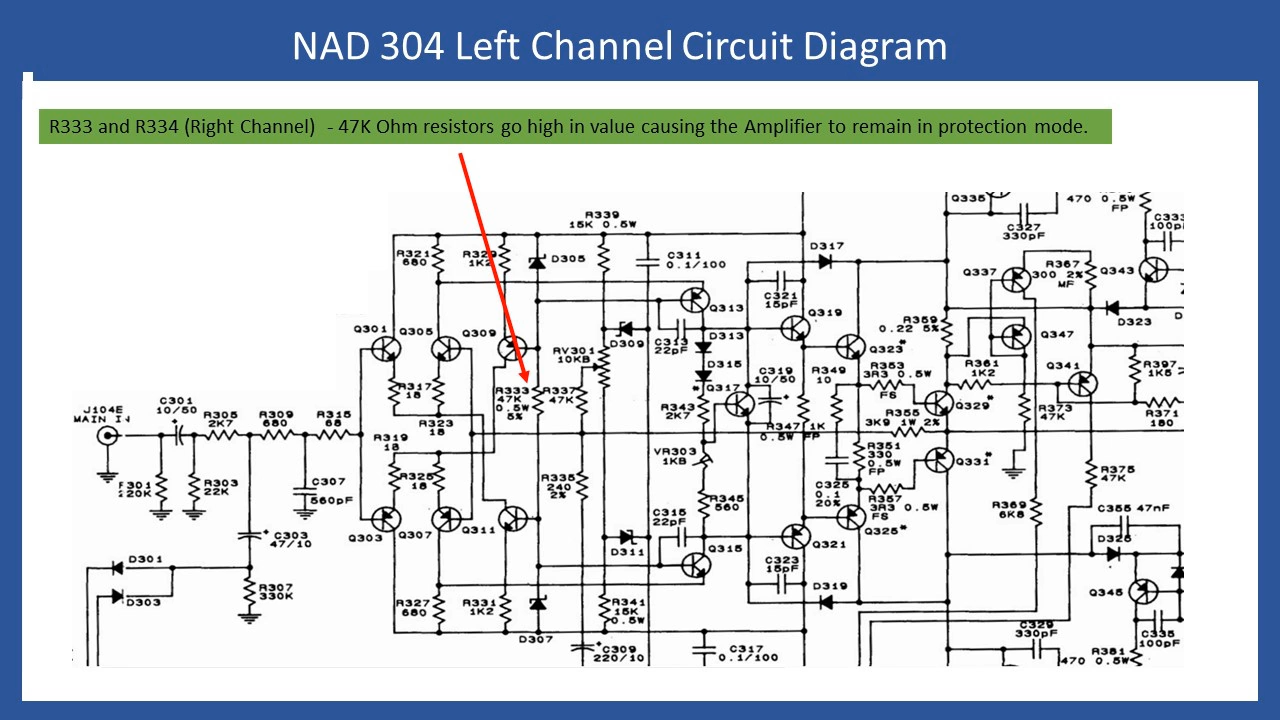 NAD 304 Left Channel Circuit Diagram
R333 and R334 (Right Channel)  - 47K Ohm resistors go high in value causing the Amplifier to remain in protection mode.
Q335
470 0.5W
FP
C327
330pF
R339
15K 0.5W
R321
680
R329
1K2
D305
C311
0.1/100
D317
C321
15pF
Q313
Q319
Q337
R367
300 2%
MF
Q343
D323
Q301
Q305
Q309
D309
C313
22pF
D313
D315
R359
0.22 5%
Q323*
Q347
RV301
10KB
R333
47K
0.5W
5%
R337
47K
Q317
C319
10/50
R349
10
R353
3R3 0.5W
FS
R361
1K2
Q341
R397
1K5
J104E
MAIN IN
C301
10/50
R305
2K7
R309
680
R315
68
R317
18
R323
18
R343
2K7
R347 1K
0.5W FP
R355
3K9 1W 2%
Q329*
R373
47K
R371
180
R319
18
R325
18
VR303
1KB
R351
330
0.5W
FP
Q331*
R303
22K
C307
560pF
R335
240
2%
C325
0.1
20%
R357
3R3 0.5W
FS
R375
47K
R345
560
R369
6K8
C355 47nF
Q303
Q307
Q311
C303
47/10
D311
C315
22pF
Q315
Q321
Q325*
D301
D303
R307
330K
C323
15pF
D319
Q345
R327
680
R331
1K2
R341
15K
0.5W
D307
C309
220/10
C317
0.1/100
C329
330pF
C335
100pF
R381
470 0.5W